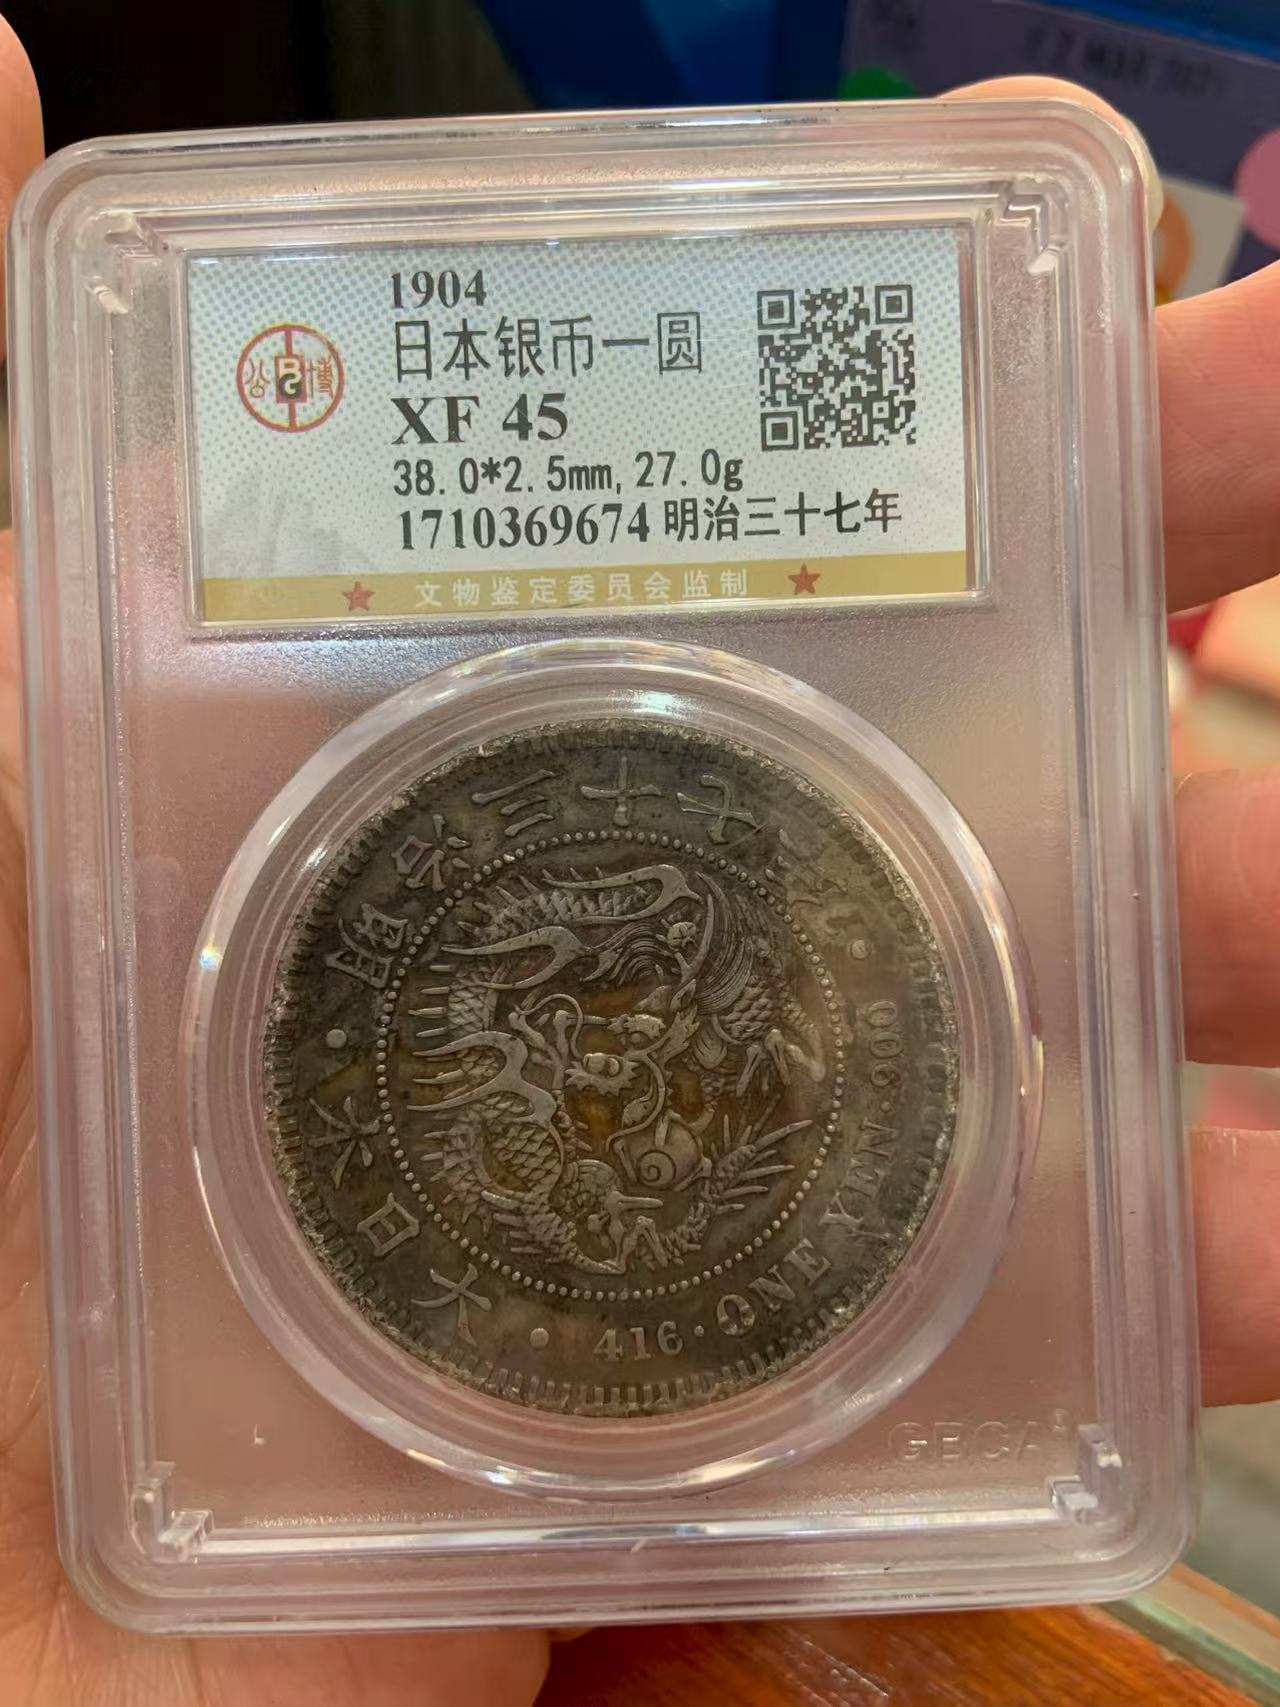 1904
日本银币一圆
公 BG 博
XF 45
38.0*2.5mm,27.0g
1710369674 明治三十七年
★ 文物鉴定委员会监制 ★
明治三十七年
大日本
416 · ONE YEN · 900
GBCA